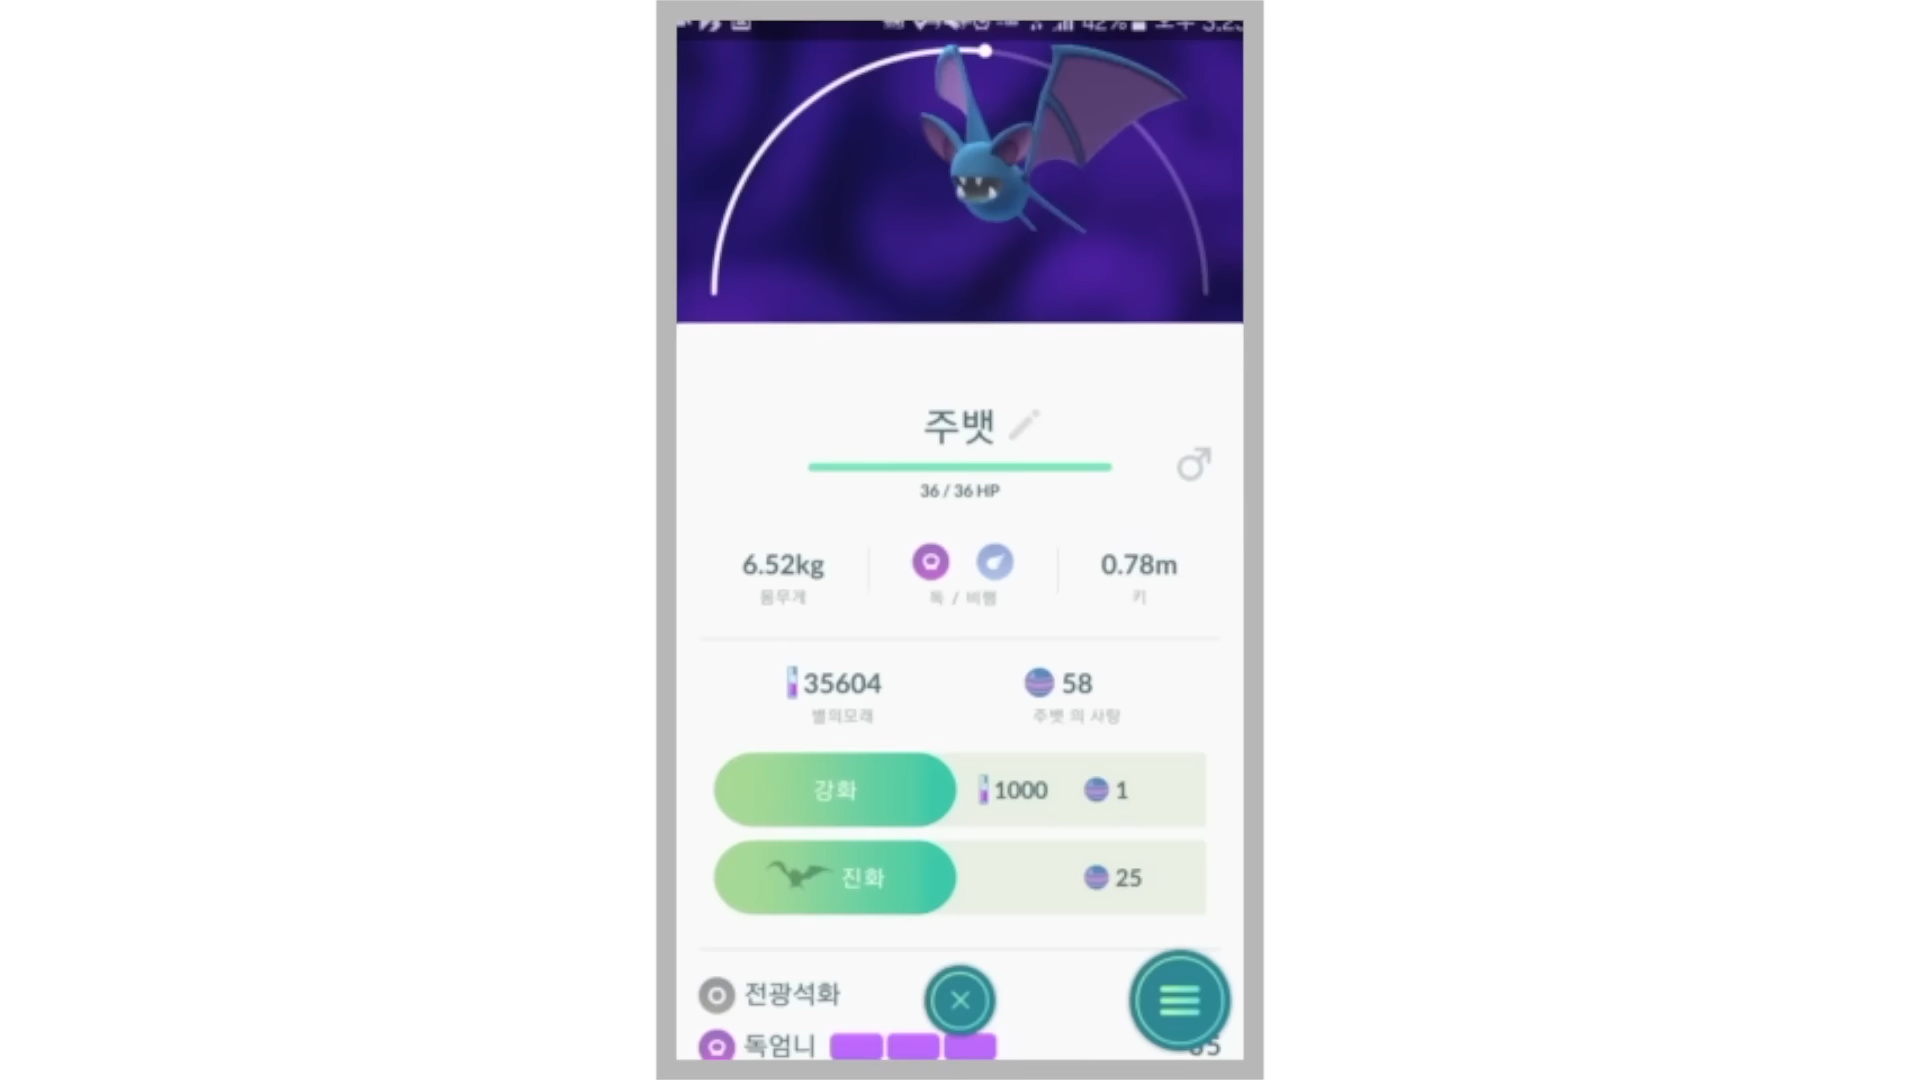 42%
주뱃
36 / 36 HP
6.52kg
0.78m
몸무게
독 / 비행
키
35604
58
별의모래
주뱃 의 사탕
강화
1000
1
진화
25
전광석화
독엄니